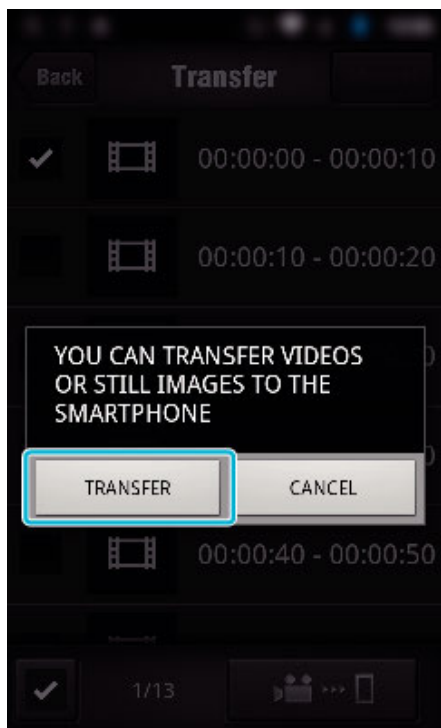 Back
Transfer
00:00:00 - 00:00:10
00:00:10 - 00:00:20
YOU CAN TRANSFER VIDEOS
OR STILL IMAGES TO THE
SMARTPHONE
TRANSFER
CANCEL
00:00:40 - 00:00:50
1/13